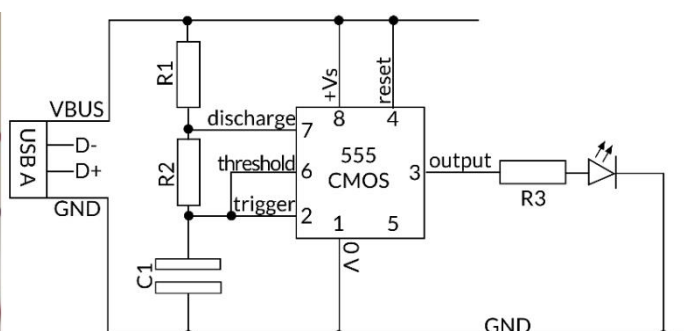 VBUS
USB A
D-
D+
GND
R1
R2
C1
discharge
threshold
trigger
+Vs
reset
7
8
4
6
555
CMOS
3
output
2
1
5
0 V
R3
GND